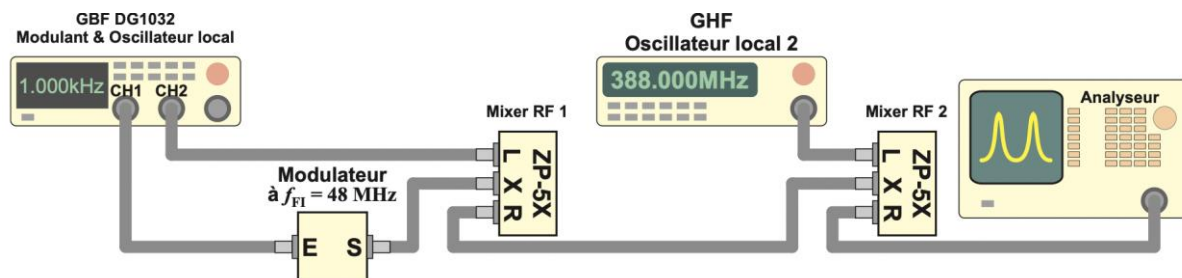 GBF DG1032
Modulant & Oscillateur local
1.000kHz
CH1 CH2
Modulateur
à fFI = 48 MHz
E S
Mixer RF 1
L X R
ZP-5X
GHF
Oscillateur local 2
388.000MHz
Mixer RF 2
L X R
ZP-5X
Analyseur